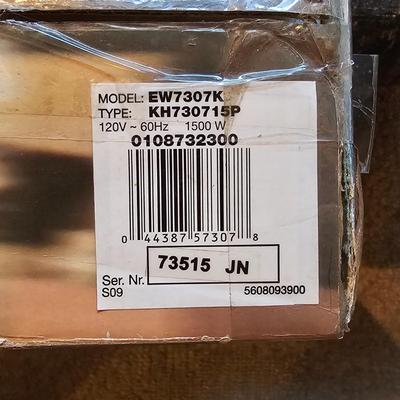 MODEL: EW7307K
TYPE: KH730715P
120V ~ 60Hz 1500 W
0108732300
0 44387 57307 8
73515 JN
Ser. Nr.
S09 5608093900